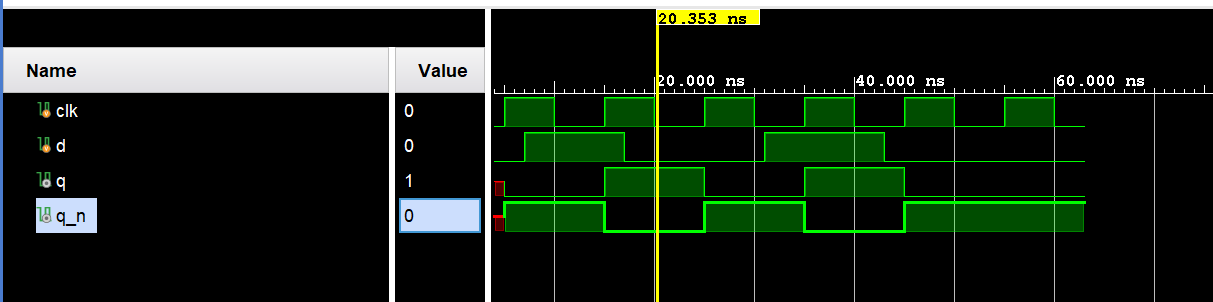 20.353 ns
Name Value
20.000 ns 40.000 ns 60.000 ns
clk 0
d 0
q 1
q_n 0